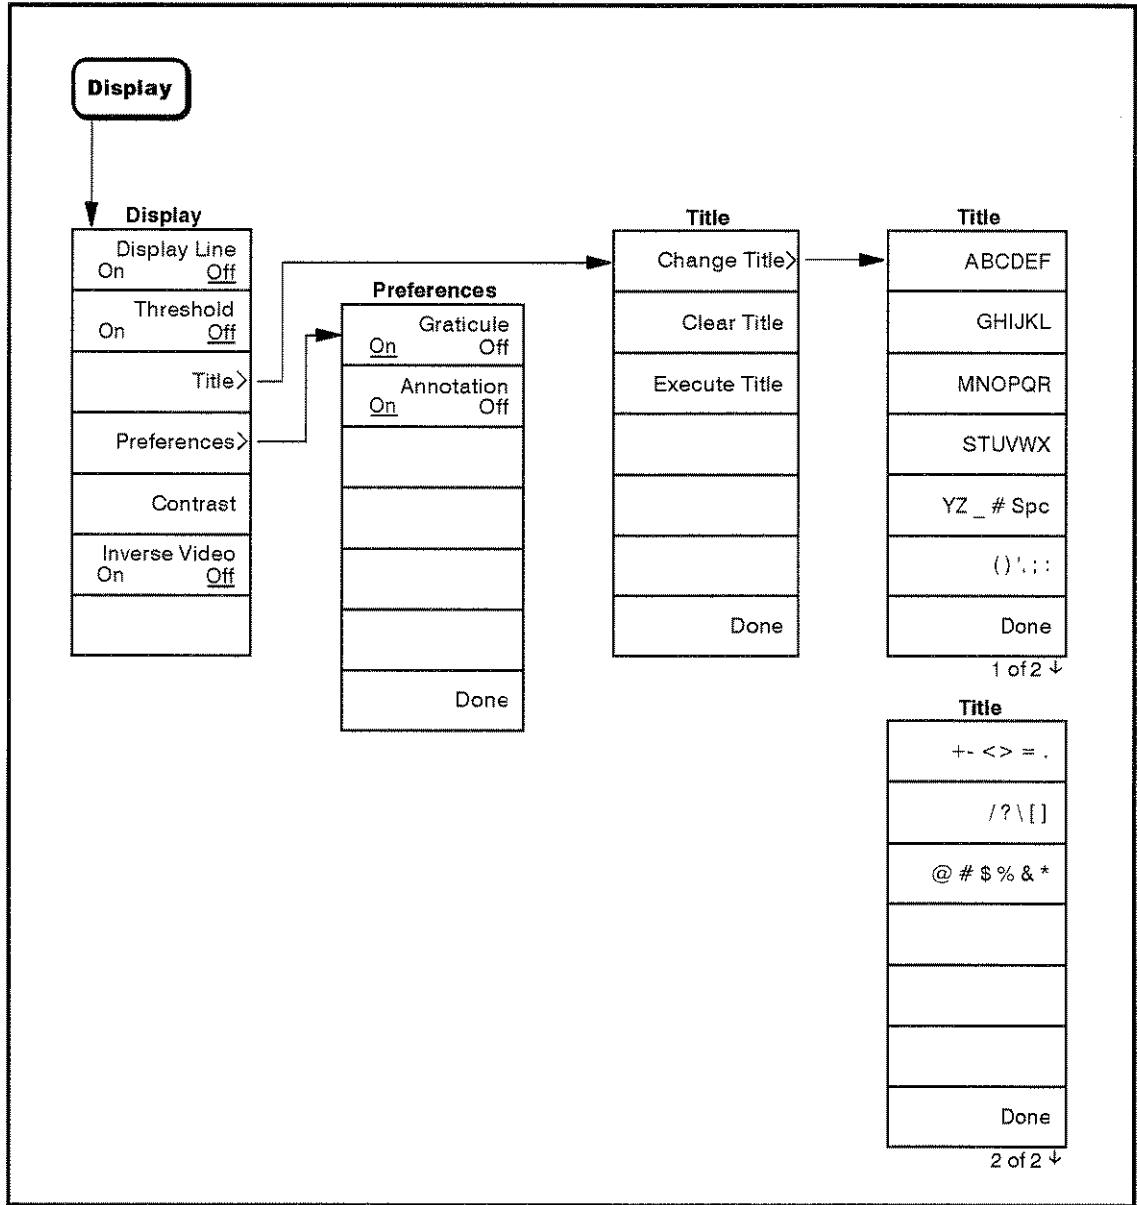 Display
Display
Display Line
On Off
Threshold
On Off
Title>
Preferences>
Contrast
Inverse Video
On Off
Preferences
Graticule
On Off
Annotation
On Off
Done
Title
Change Title>
Clear Title
Execute Title
Done
Title
ABCDEF
GHIJKL
MNOPQR
STUVWX
YZ _ # Spc
( ) ' , ; :
Done
1 of 2 ↓
Title
+- < > = .
/ ? \ [ ]
@ # $ % & *
Done
2 of 2 ↓